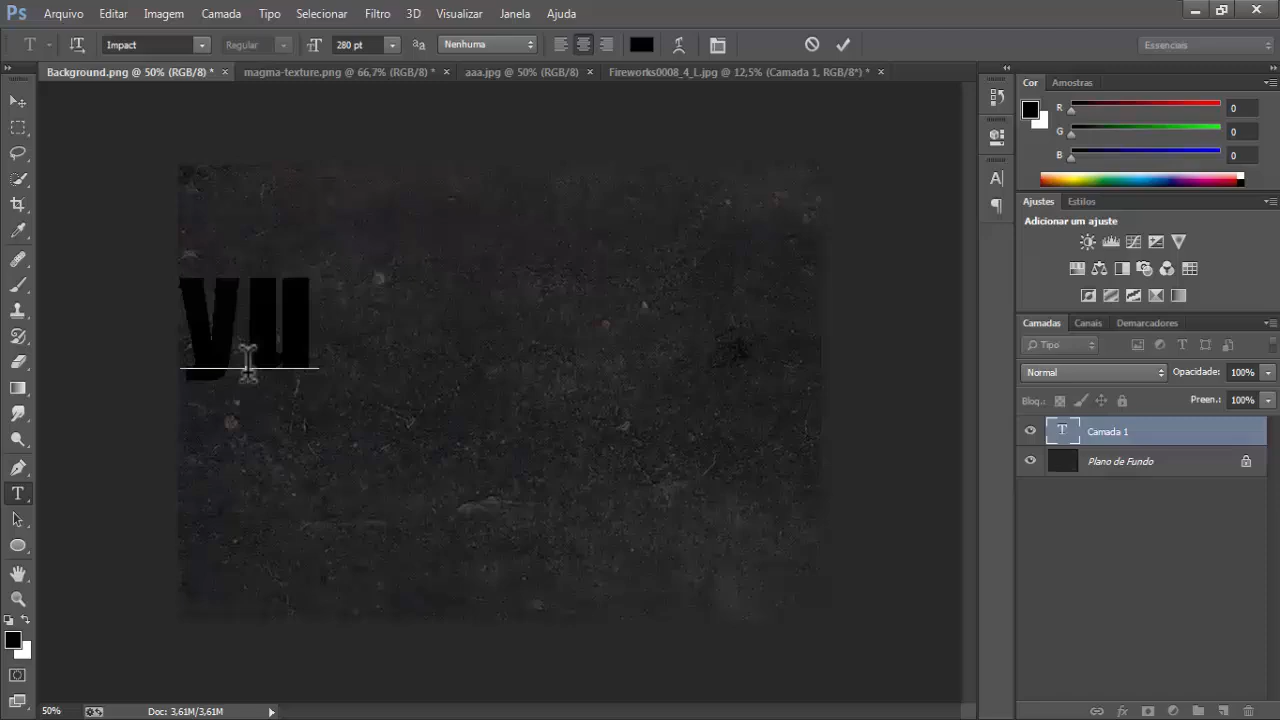 Ps Arquivo Editar Imagem Camada Tipo Selecionar Filtro 3D Visualizar Janela Ajuda
T Impact Regular 280 pt Nenhuma Essenciais
Background.png @ 50% (RGB/8) * × magma-texture.png @ 66,7% (RGB/8) * × aaa.jpg @ 50% (RGB/8) × Fireworks0008_4_L.jpg @ 12,5% (Camada 1, RGB/8*) * ×
Cor Amostras
R 0
G 0
B 0
Ajustes Estilos
Adicionar um ajuste
vu
Camadas Canais Demarcadores
Tipo
Normal Opacidade: 100%
Bloq.: Preen.: 100%
T Camada 1
Plano de Fundo
50% Doc: 3,61M/3,61M